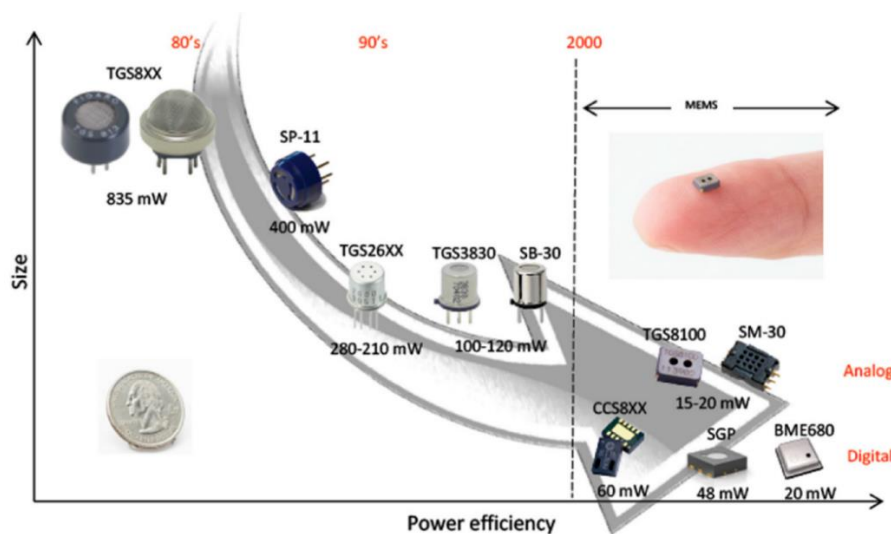 80's
90's
2000
TGS8XX
MEMS
SP-11
835 mW
400 mW
TGS26XX
TGS3830
SB-30
Size
280-210 mW
100-120 mW
TGS8100
SM-30
Analog
15-20 mW
CCS8XX
SGP
BME680
Digital
60 mW
48 mW
20 mW
Power efficiency